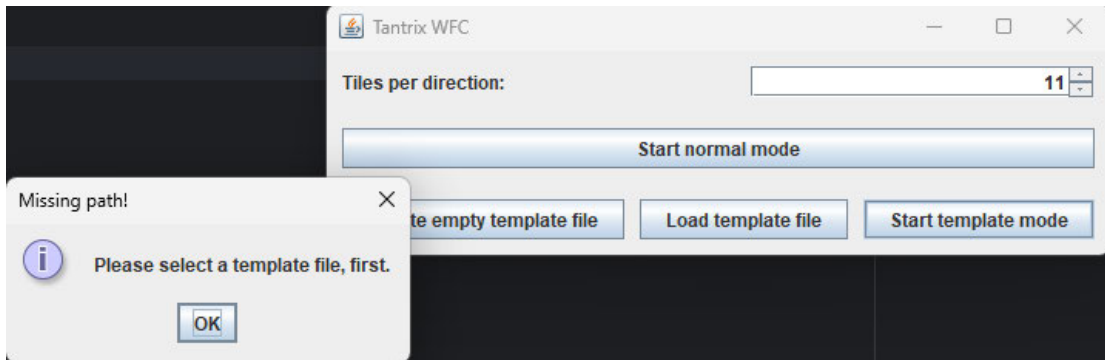 Tantrix WFC
Tiles per direction:
11
Start normal mode
te empty template file
Load template file
Start template mode
Missing path!
Please select a template file, first.
OK